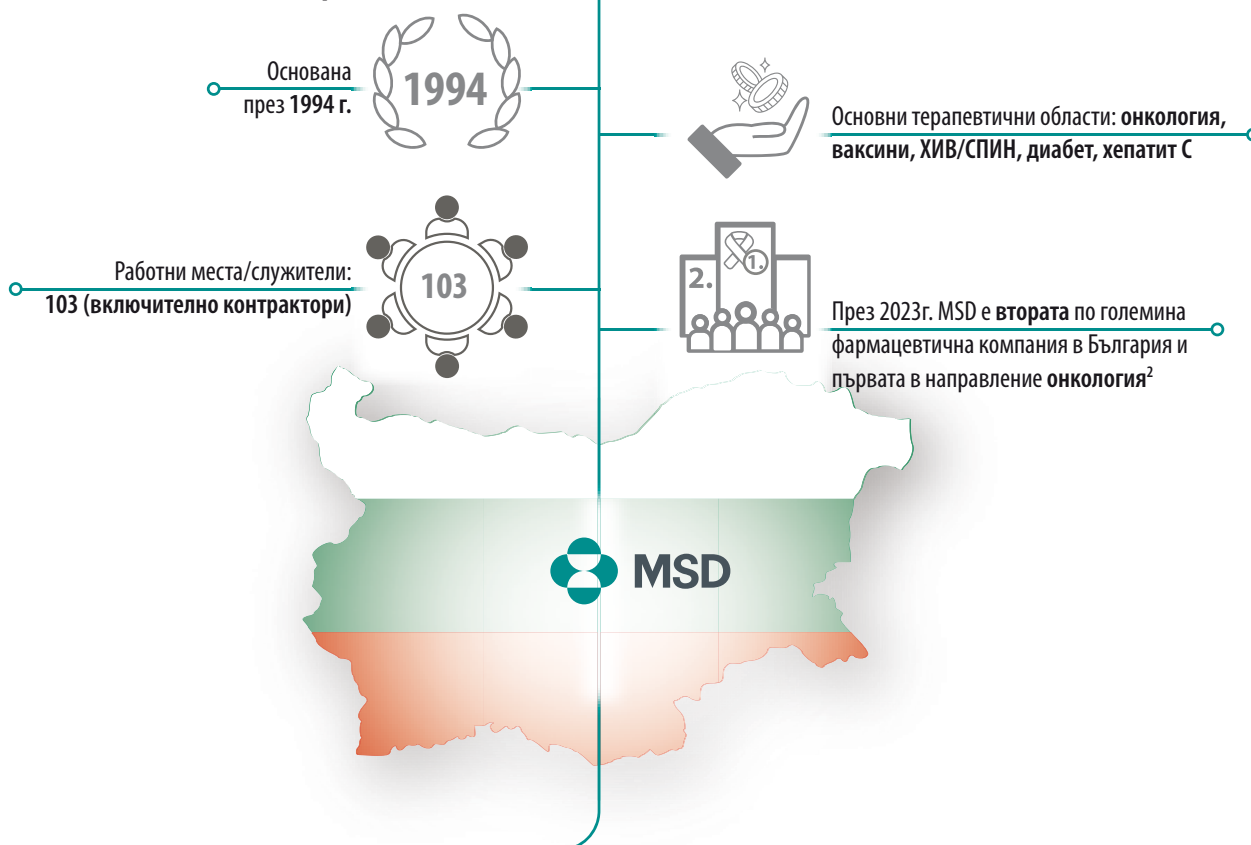 Основана
през 1994 г.
1994
Основни терапевтични области: онкология,
ваксини, ХИВ/СПИН, диабет, хепатит С
Работни места/служители:
103 (включително контрактори)
103
2.
1.
През 2023г. MSD е втората по големина
фармацевтична компания в България и
първата в направление онкология²
MSD